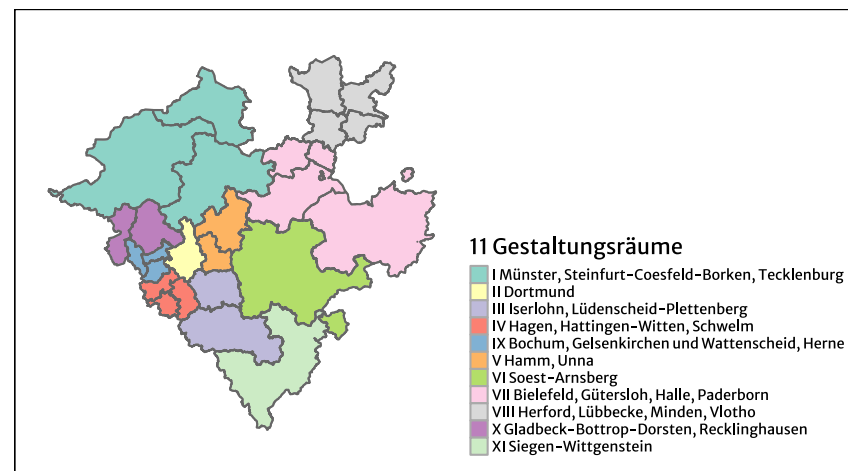 11 Gestaltungsräume
I Münster, Steinfurt-Coesfeld-Borken, Tecklenburg
II Dortmund
III Iserlohn, Lüdenscheid-Plettenberg
IV Hagen, Hattingen-Witten, Schwelm
IX Bochum, Gelsenkirchen und Wattenscheid, Herne
V Hamm, Unna
VI Soest-Arnsberg
VII Bielefeld, Gütersloh, Halle, Paderborn
VIII Herford, Lübbecke, Minden, Vlotho
X Gladbeck-Bottrop-Dorsten, Recklinghausen
XI Siegen-Wittgenstein